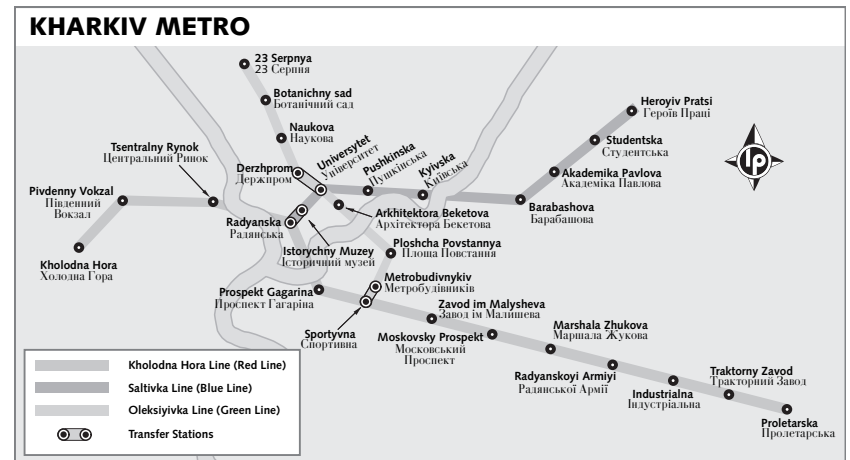 KHARKIV METRO
23 Serpnya
23 Серпня
Botanichny sad
Ботанічний сад
Naukova
Наукова
Tsentralny Rynok
Центральний Ринок
Derzhprom
Держпром
Universytet
Університет
Pushkinska
Пушкінська
Kyivska
Київська
Heroyiv Pratsi
Героїв Праці
Studentska
Студентська
Akademika Pavlova
Академіка Павлова
Barabashova
Барабашова
lp
Pivdenny Vokzal
Південний
Вокзал
Radyanska
Радянська
Arkhitektora Beketova
Архітектора Бекетова
Istorychny Muzey
Історичний музей
Ploshcha Povstannya
Площа Повстання
Kholodna Hora
Холодна Гора
Prospekt Gagarina
Проспект Гагаріна
Metrobudivnykiv
Метробудівників
Sportyvna
Спортивна
Zavod im Malysheva
Завод ім Малишева
Moskovsky Prospekt
Московський
Проспект
Marshala Zhukova
Маршала Жукова
Radyanskoyi Armiyi
Радянської Армії
Industrialna
Індустріальна
Traktorny Zavod
Тракторний Завод
Proletarska
Пролетарська
Kholodna Hora Line (Red Line)
Saltivka Line (Blue Line)
Oleksiyivka Line (Green Line)
Transfer Stations